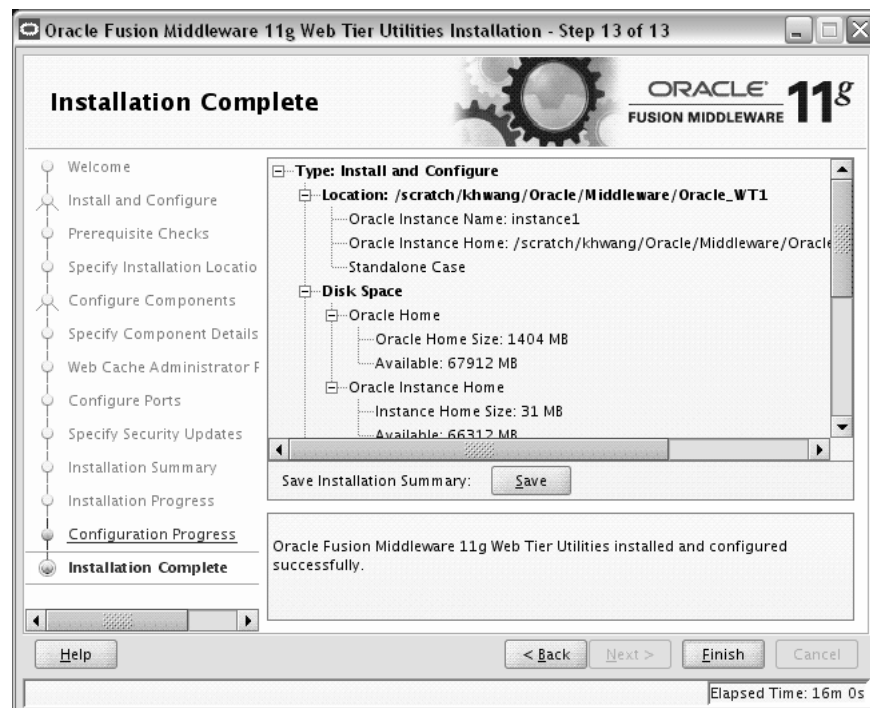 Oracle Fusion Middleware 11g Web Tier Utilities Installation - Step 13 of 13
Installation Complete
ORACLE
FUSION MIDDLEWARE
11g
Welcome
Install and Configure
Prerequisite Checks
Specify Installation Locatio
Configure Components
Specify Component Details
Web Cache Administrator P
Configure Ports
Specify Security Updates
Installation Summary
Installation Progress
Configuration Progress
Installation Complete
Type: Install and Configure
Location: /scratch/khwang/Oracle/Middleware/Oracle_WT1
Oracle Instance Name: instance1
Oracle Instance Home: /scratch/khwang/Oracle/Middleware/Oracle
Standalone Case
Disk Space
Oracle Home
Oracle Home Size: 1404 MB
Available: 67912 MB
Oracle Instance Home
Instance Home Size: 31 MB
Available: 66312 MB
Save Installation Summary: Save
Oracle Fusion Middleware 11g Web Tier Utilities installed and configured
successfully.
Help
< Back
Next >
Finish
Cancel
Elapsed Time: 16m 0s